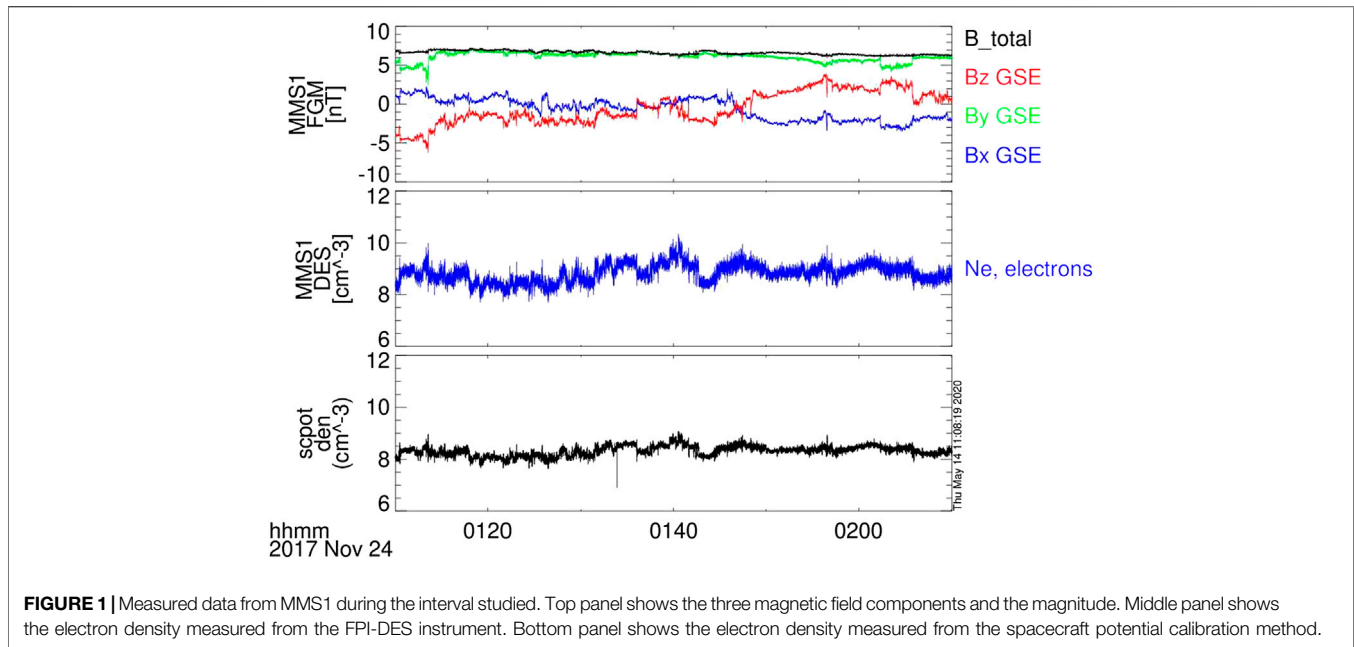 10
5
0
-5
-10
MMS1
FGM
[nT]
B_total
Bz GSE
By GSE
Bx GSE
12
10
8
6
MMS1
DES
[cm^-3]
Ne, electrons
12
10
8
6
scpot
den
(cm^-3)
Thu May 14 11:08:19 2020
hhmm 0120 0140 0200
2017 Nov 24
FIGURE 1 | Measured data from MMS1 during the interval studied. Top panel shows the three magnetic field components and the magnitude. Middle panel shows
the electron density measured from the FPI-DES instrument. Bottom panel shows the electron density measured from the spacecraft potential calibration method.